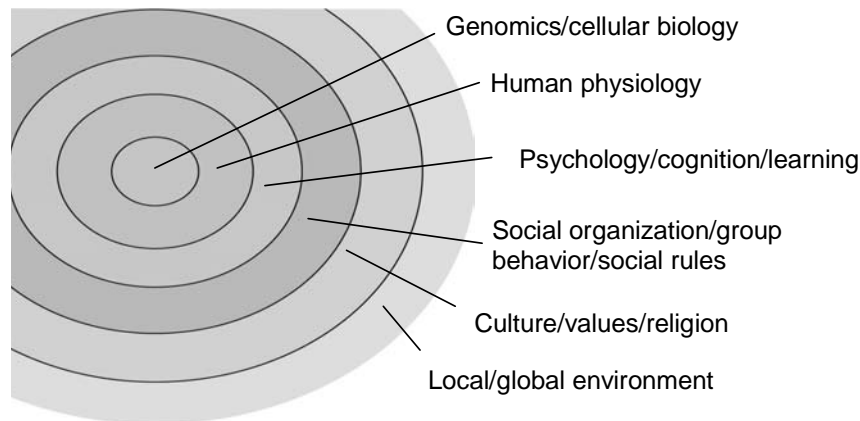 Genomics/cellular biology
Human physiology
Psychology/cognition/learning
Social organization/group
behavior/social rules
Culture/values/religion
Local/global environment